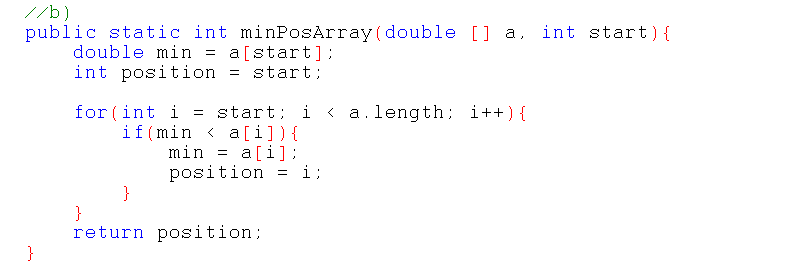 //b)
public static int minPosArray(double [] a, int start){
    double min = a[start];
    int position = start;

    for(int i = start; i < a.length; i++){
        if(min < a[i]){
            min = a[i];
            position = i;
        }
    }
    return position;
}